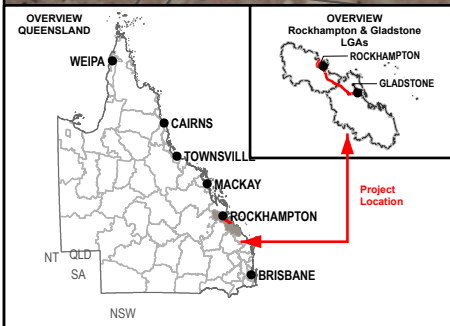 OVERVIEW
QUEENSLAND
WEIPA
CAIRNS
TOWNSVILLE
MACKAY
ROCKHAMPTON
BRISBANE
NT
QLD
SA
NSW
OVERVIEW
Rockhampton & Gladstone
LGAs
ROCKHAMPTON
GLADSTONE
Project
Location